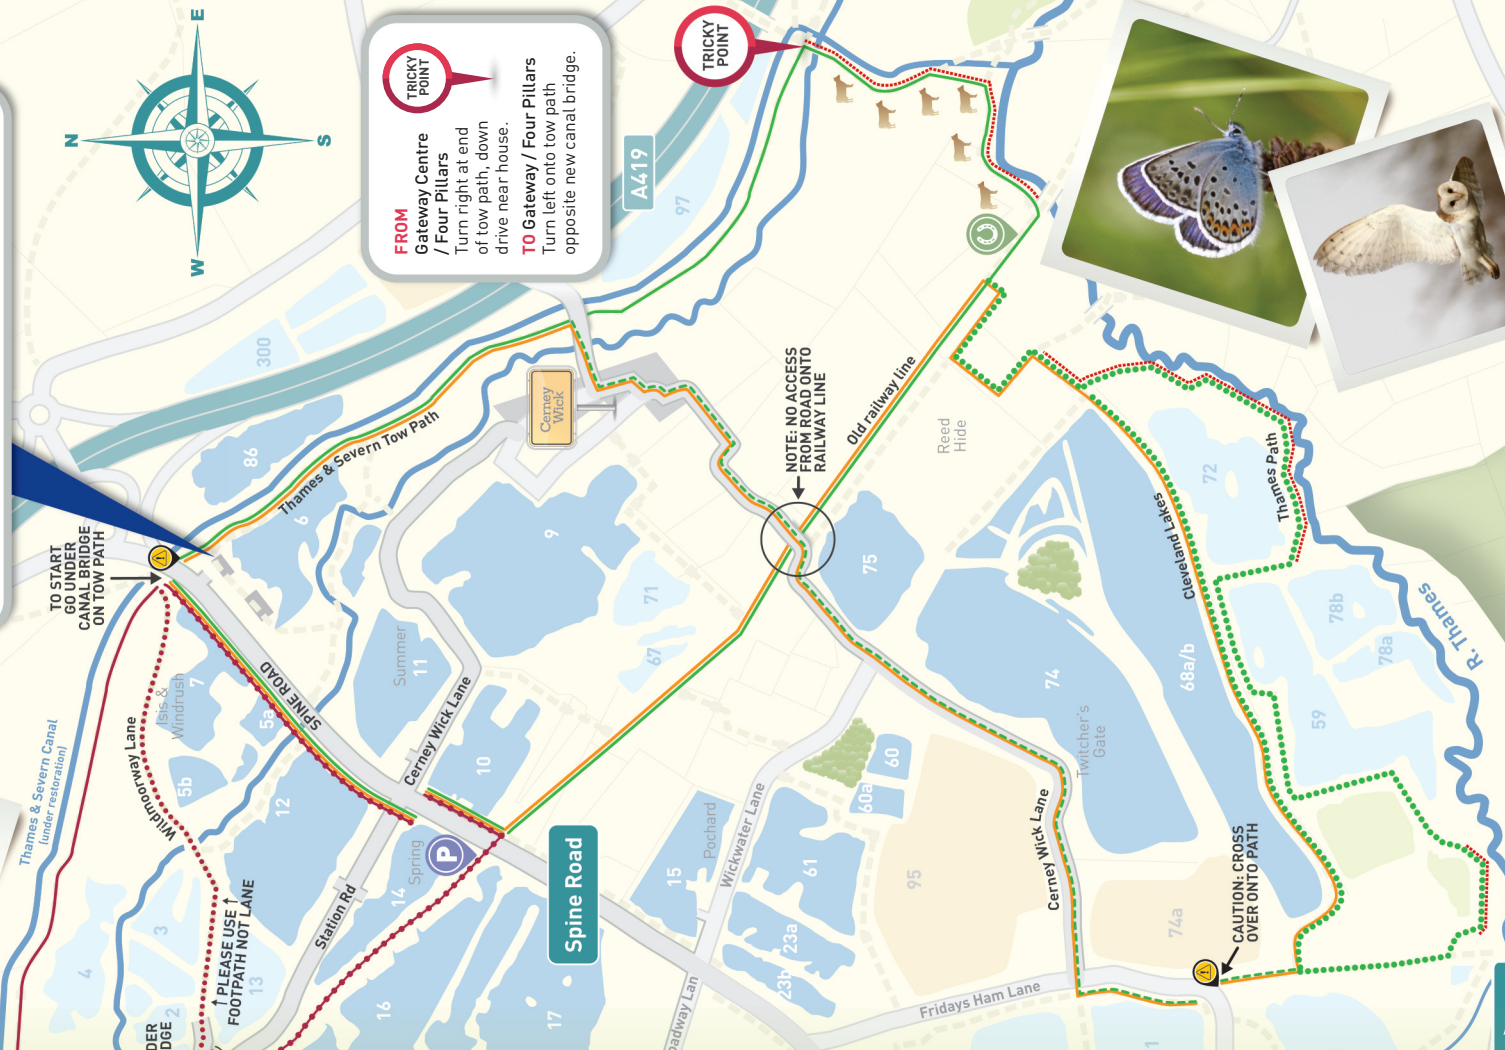 N
E
S
W
TRICKY
POINT
FROM
Gateway Centre
/ Four Pillars
Turn right at end
of tow path, down
drive near house.
TO Gateway / Four Pillars
Turn left onto tow path
opposite new canal bridge.
TRICKY
POINT
A419
97
300
86
6
Thames & Severn Tow Path
Cerney
Wick
TO START
GO UNDER
CANAL BRIDGE
ON TOW PATH
NOTE: NO ACCESS
FROM ROAD ONTO
RAILWAY LINE
Old railway line
Reed
Hide
9
71
67
75
72
Thames Path
Cleveland Lakes
78b
78a
R. Thames
59
68a/b
74
Twitcher's
Gate
Summer
11
Cerney Wick Lane
10
SPINE ROAD
Isis &
Windrush
7
5a
5b
12
Wildmoorway Lane
Thames & Severn Canal
(under restoration)
↑ PLEASE USE ↑
FOOTPATH NOT LANE
4
3
2
13
DER
DGE
Station Rd
14
Spring
P
16
17
Spine Road
15
Pochard
Wickwater Lane
60
60a
61
23a
23b
95
Cerney Wick Lane
74a
CAUTION: CROSS
OVER ONTO PATH
Fridays Ham Lane
adway Lan
1